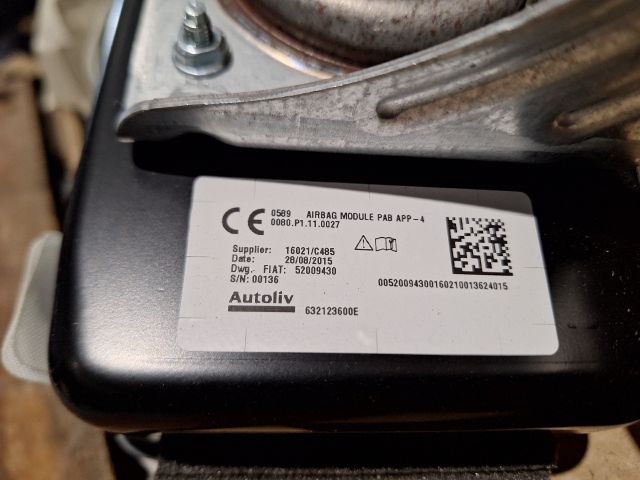 CE 0589 AIRBAG MODULE PAB APP-4
0080.P1.11.0027
Supplier: 16021/C485
Date: 28/08/2015
Dwg. FIAT: 52009430
S/N: 00136
00520094300160210013624015
Autoliv 632123600E